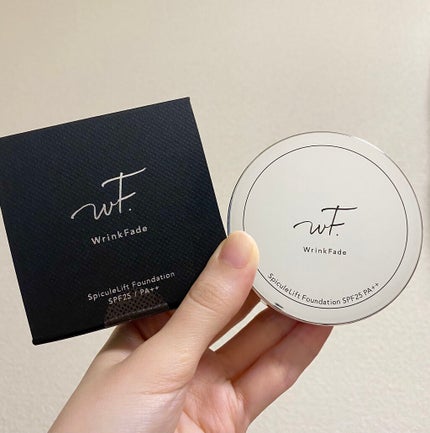 wF.
WrinkFade
SpiculeLift Foundation
SPF25 / PA++
wF.
WrinkFade
SpiculeLift Foundation SPF25 PA++